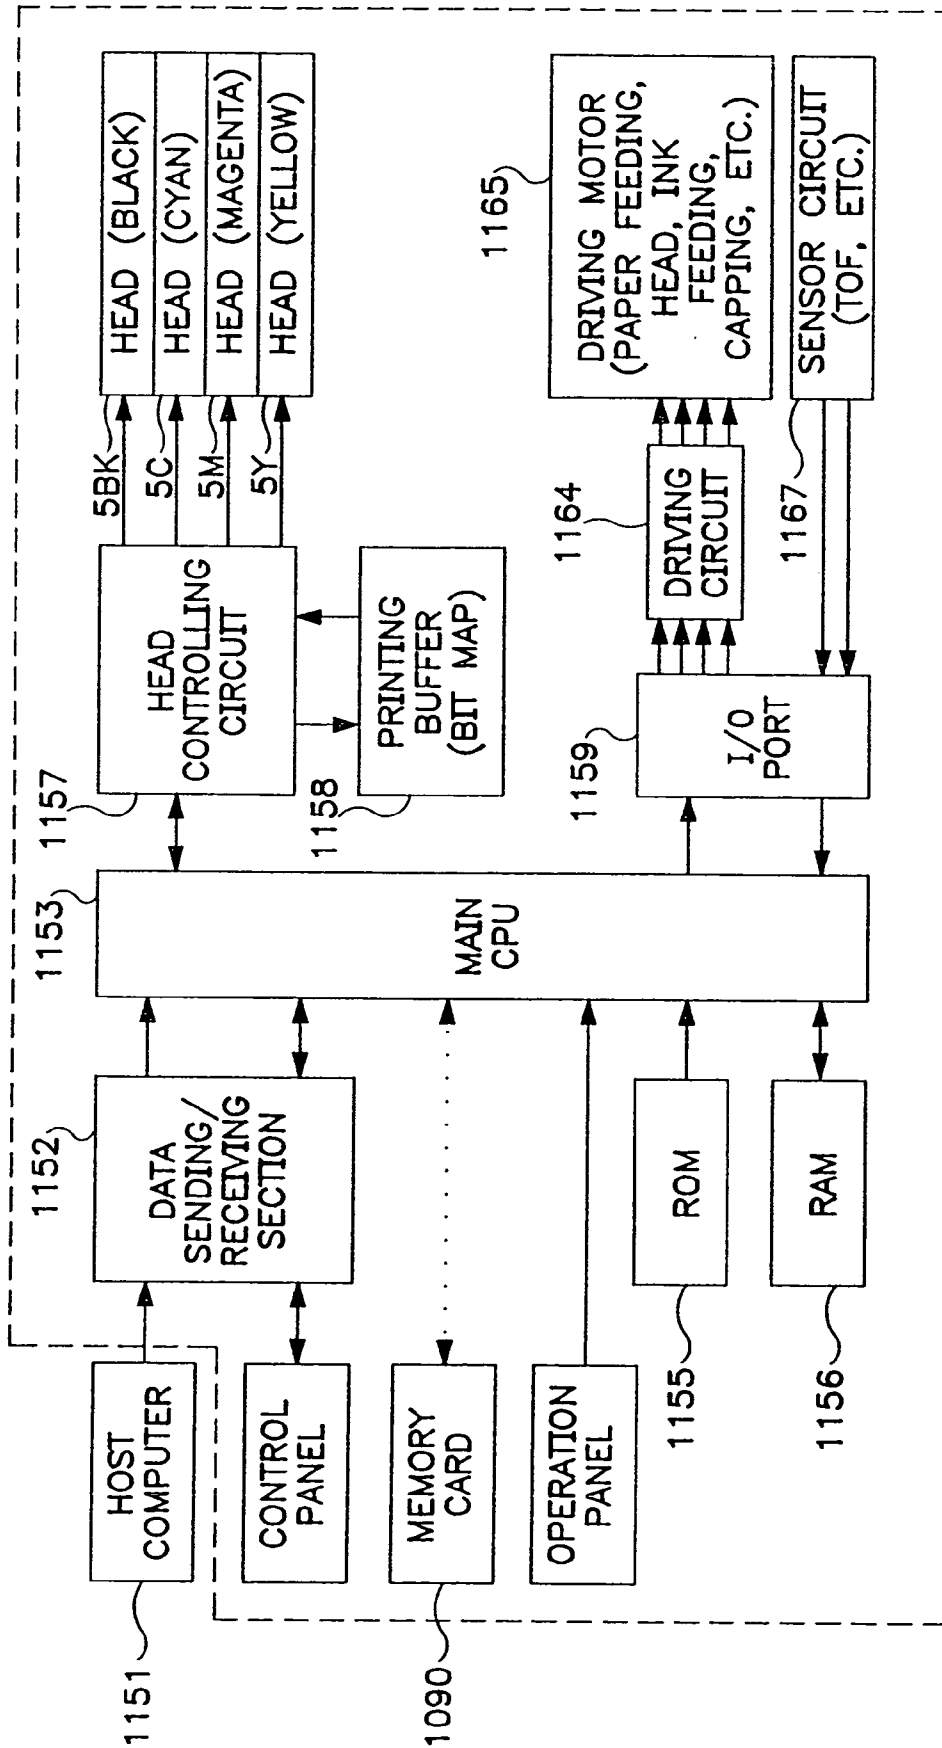 1151
HOST
COMPUTER
CONTROL
PANEL
1090
MEMORY
CARD
OPERATION
PANEL
1152
DATA
SENDING/
RECEIVING
SECTION
1155
ROM
1156
RAM
1153
MAIN
CPU
1157
HEAD
CONTROLLING
CIRCUIT
1158
PRINTING
BUFFER
(BIT MAP)
1159
I/O
PORT
1164
DRIVING
CIRCUIT
5BK
5C
5M
5Y
HEAD (BLACK)
HEAD (CYAN)
HEAD (MAGENTA)
HEAD (YELLOW)
1165
DRIVING MOTOR
(PAPER FEEDING,
HEAD, INK
FEEDING,
CAPPING, ETC.)
1167
SENSOR CIRCUIT
(TOF, ETC.)